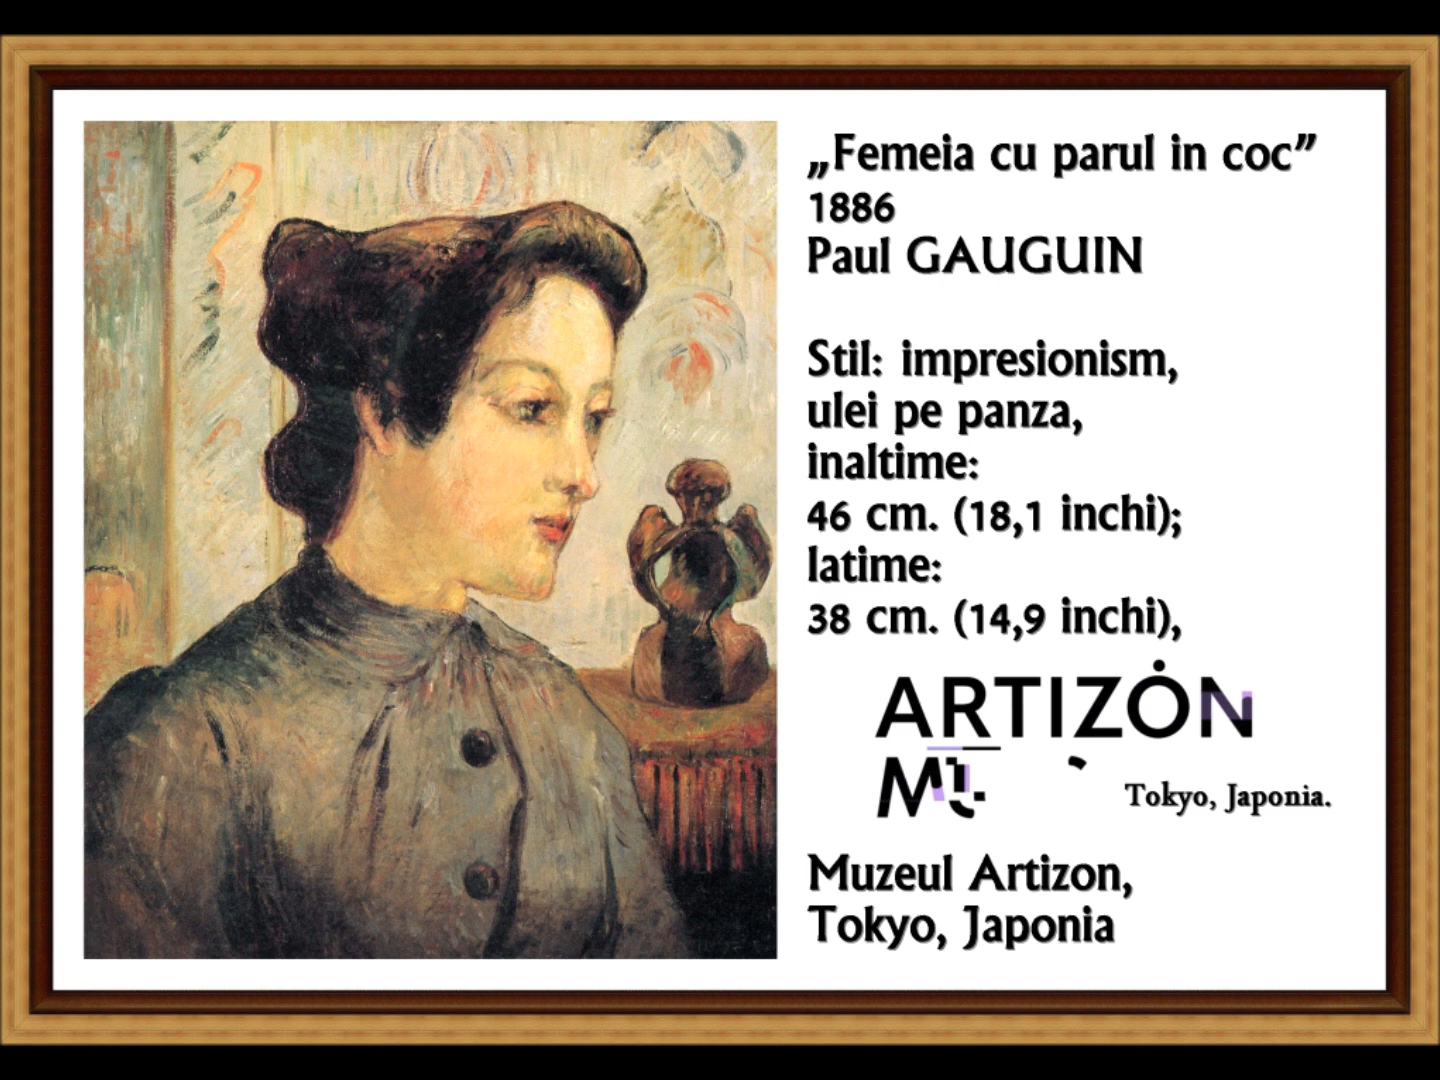 „Femeia cu parul in coc”
1886
Paul GAUGUIN
Stil: impresionism,
ulei pe panza,
inaltime:
46 cm. (18,1 inchi);
latime:
38 cm. (14,9 inchi),
ARTIZON
Tokyo, Japonia.
Muzeul Artizon,
Tokyo, Japonia